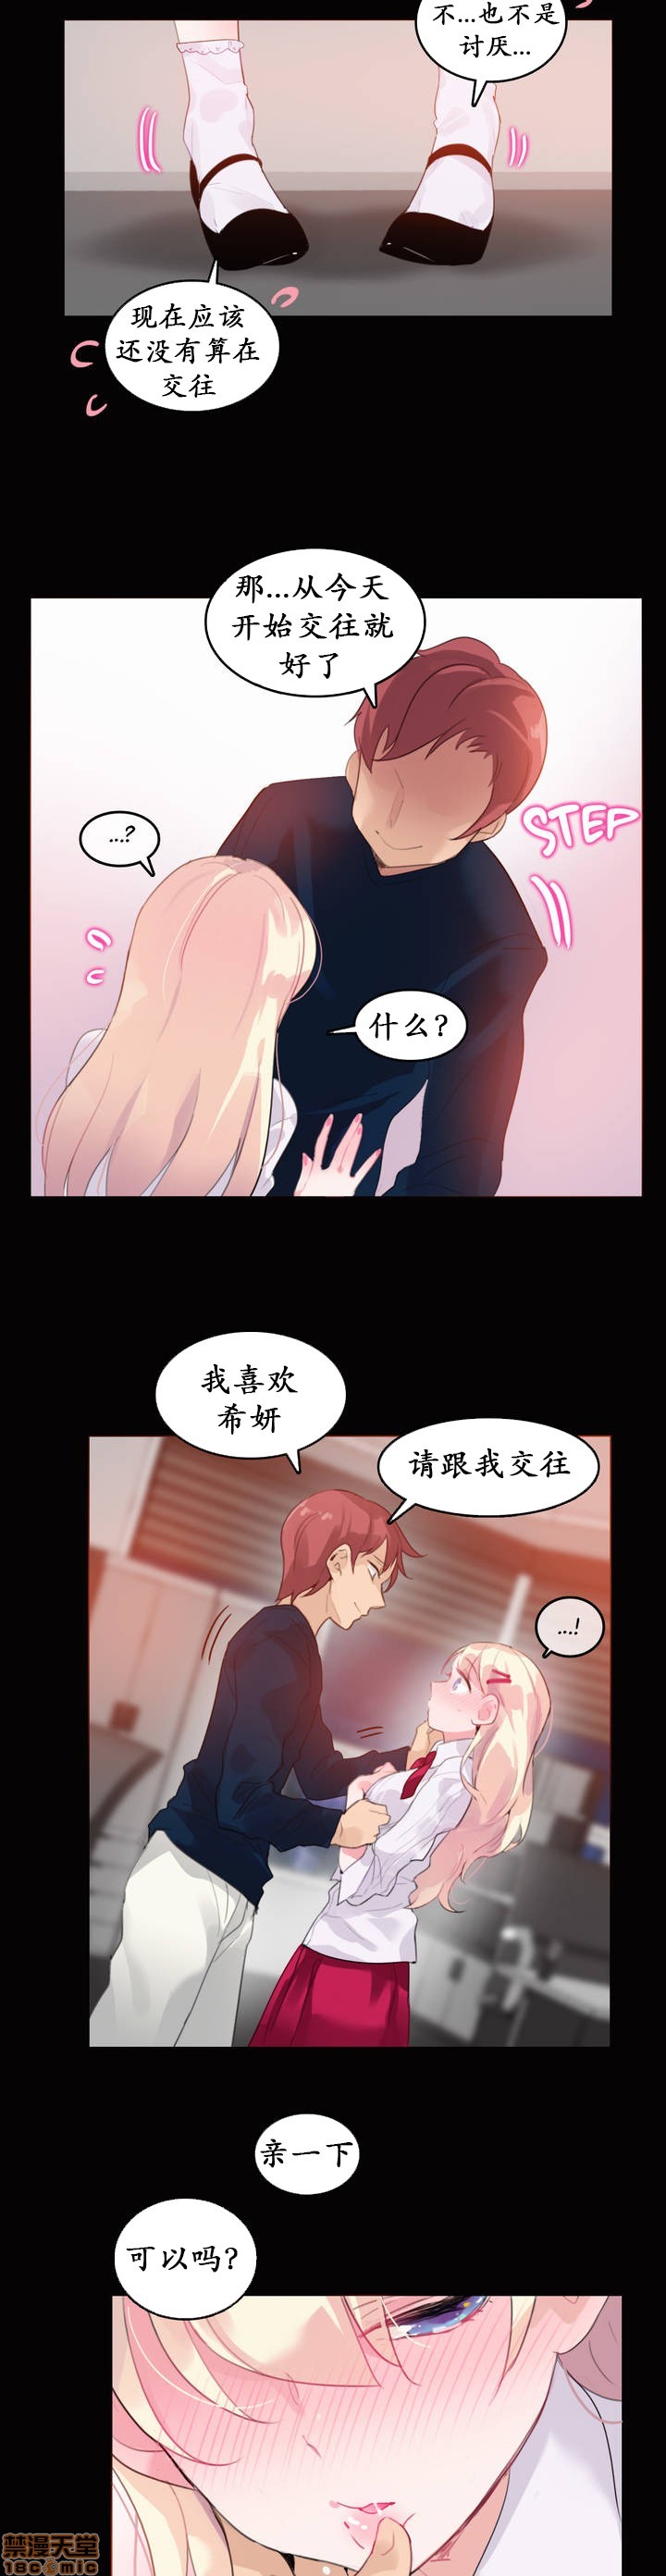 不...也不是
讨厌...
现在应该
还没有算在
交往
那...从今天
开始交往就
好了
...?
STEP
什么?
我喜欢
希妍
请跟我交往
...!
亲一下
可以吗?
禁漫天堂
18comic